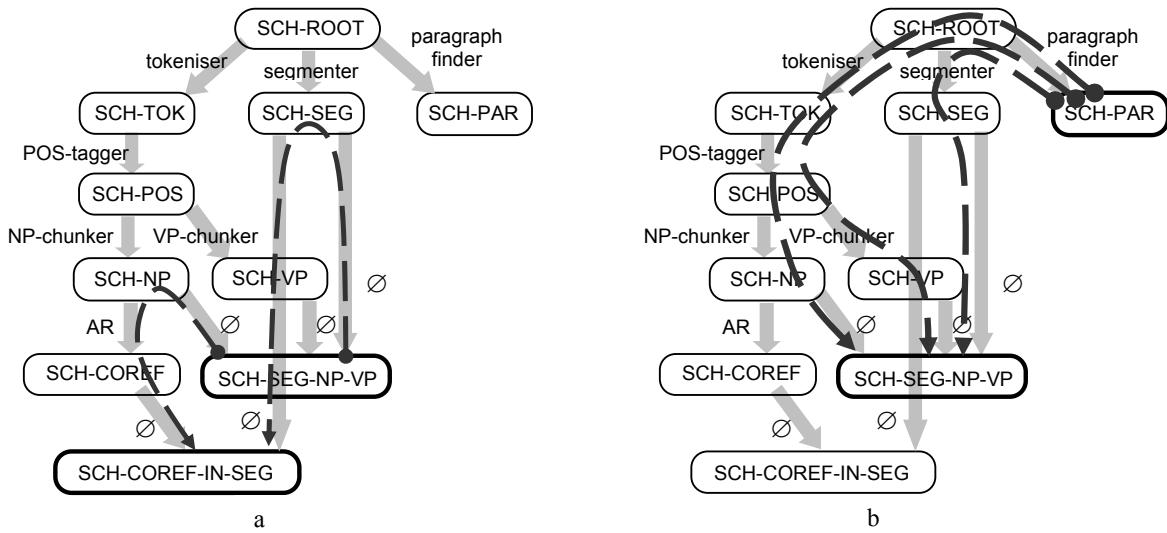 SCH-ROOT
tokeniser
segmenter
paragraph
finder
SCH-TOK
SCH-SEG
SCH-PAR
POS-tagger
SCH-POS
NP-chunker
VP-chunker
SCH-NP
SCH-VP
∅
AR
∅
∅
SCH-COREF
SCH-SEG-NP-VP
∅
∅
SCH-COREF-IN-SEG
a
SCH-ROOT
tokeniser
segmenter
paragraph
finder
SCH-TOK
SCH-SEG
SCH-PAR
POS-tagger
SCH-POS
NP-chunker
VP-chunker
SCH-NP
SCH-VP
∅
AR
∅
∅
SCH-COREF
SCH-SEG-NP-VP
∅
∅
SCH-COREF-IN-SEG
b